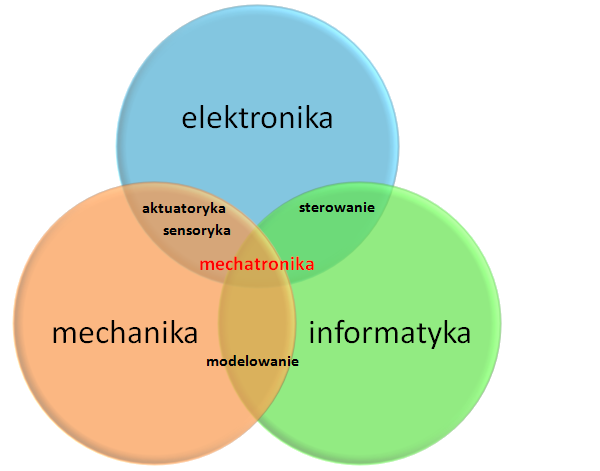 elektronika
aktuatoryka
sterowanie
sensoryka
mechatronika
mechanika
informatyka
modelowanie